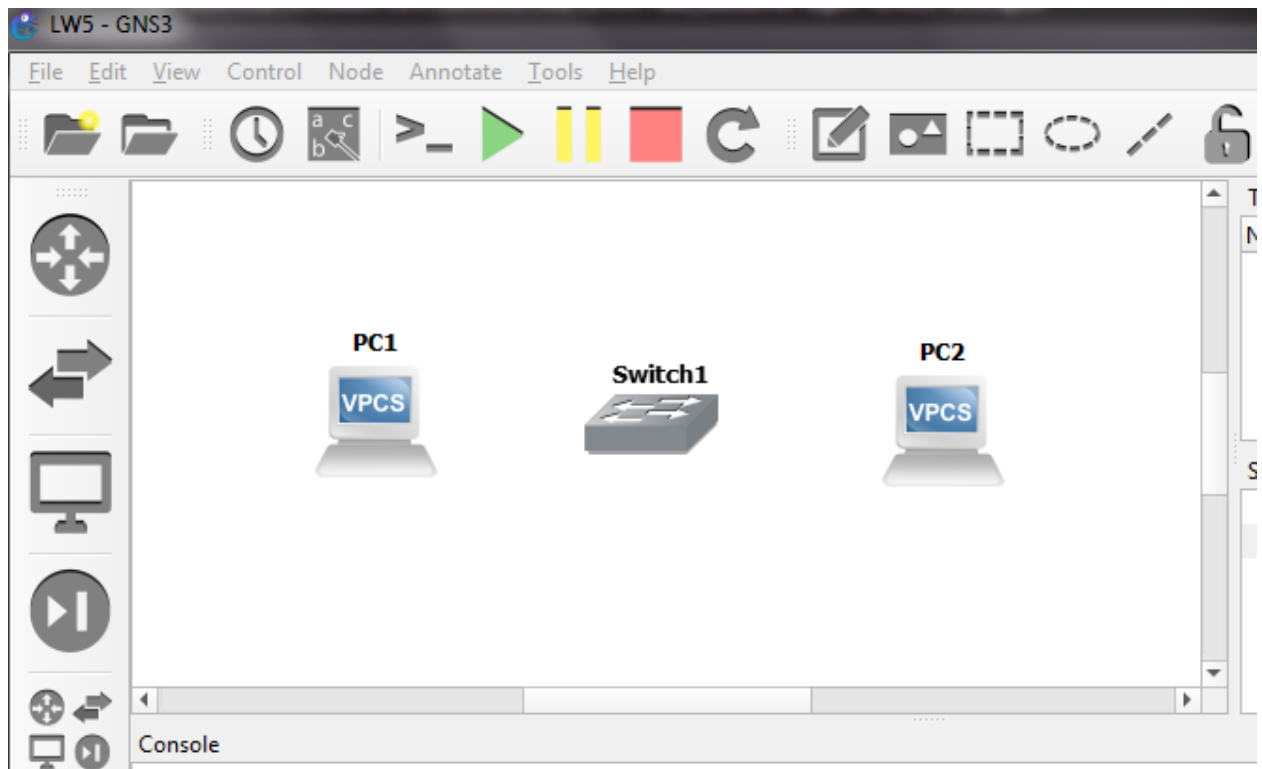 LW5 - GNS3
File Edit View Control Node Annotate Tools Help
a c
b
>_
T
N
PC1
VPCS
Switch1
PC2
VPCS
S
Console